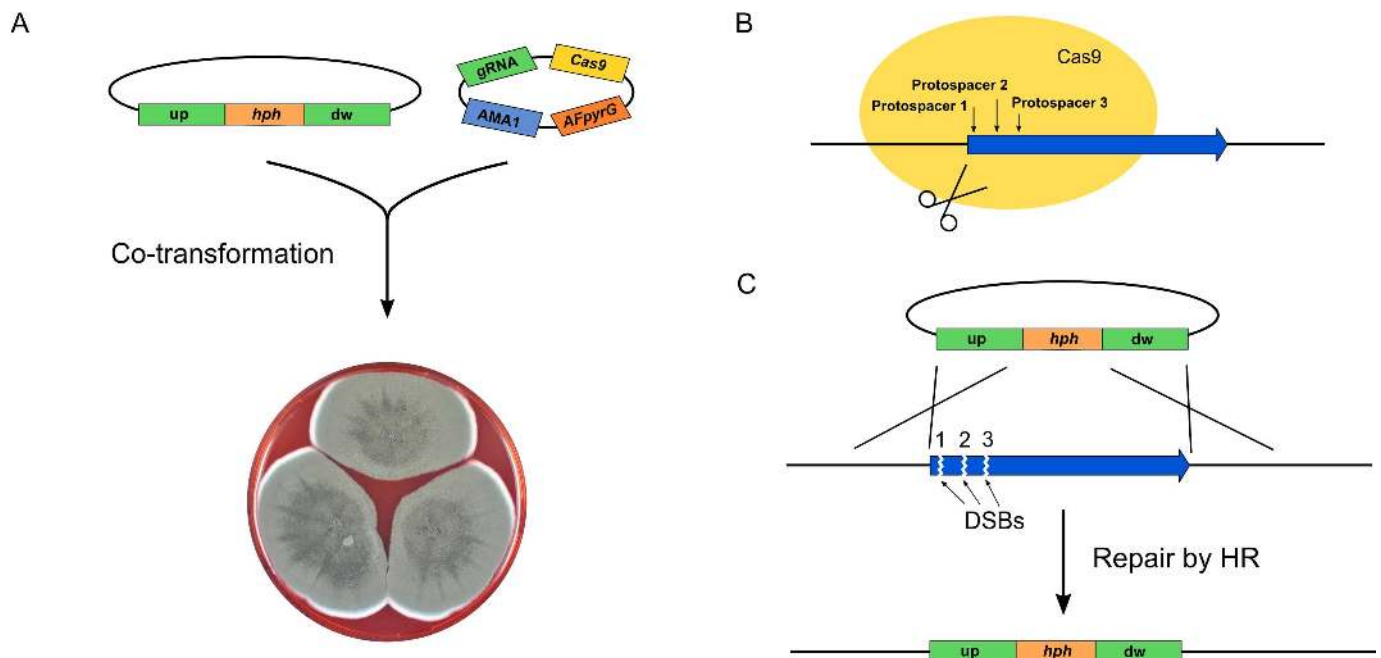 A
up hph dw
gRNA Cas9
AMA1 AFpyrG
Co-transformation
B
Cas9
Protospacer 2
Protospacer 1 Protospacer 3
C
up hph dw
1 2 3
DSBs
Repair by HR
up hph dw